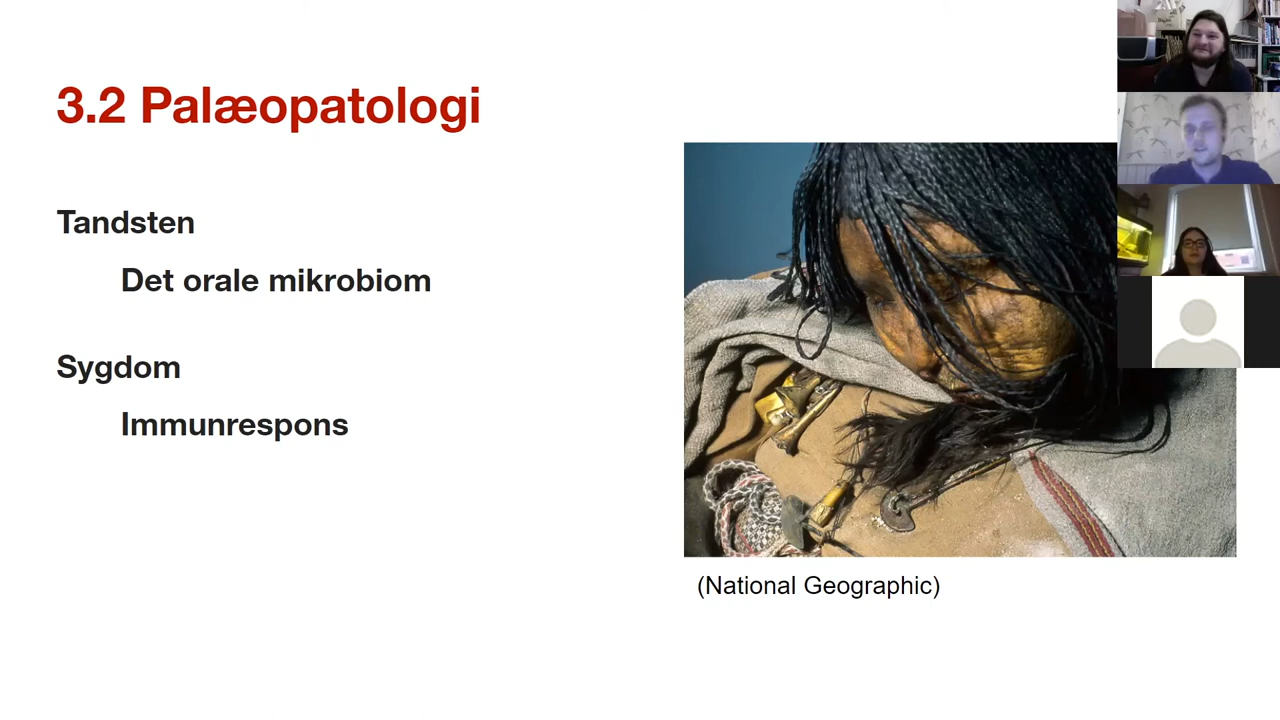 3.2 Palæopatologi
Tandsten
Det orale mikrobiom
Sygdom
Immunrespons
(National Geographic)